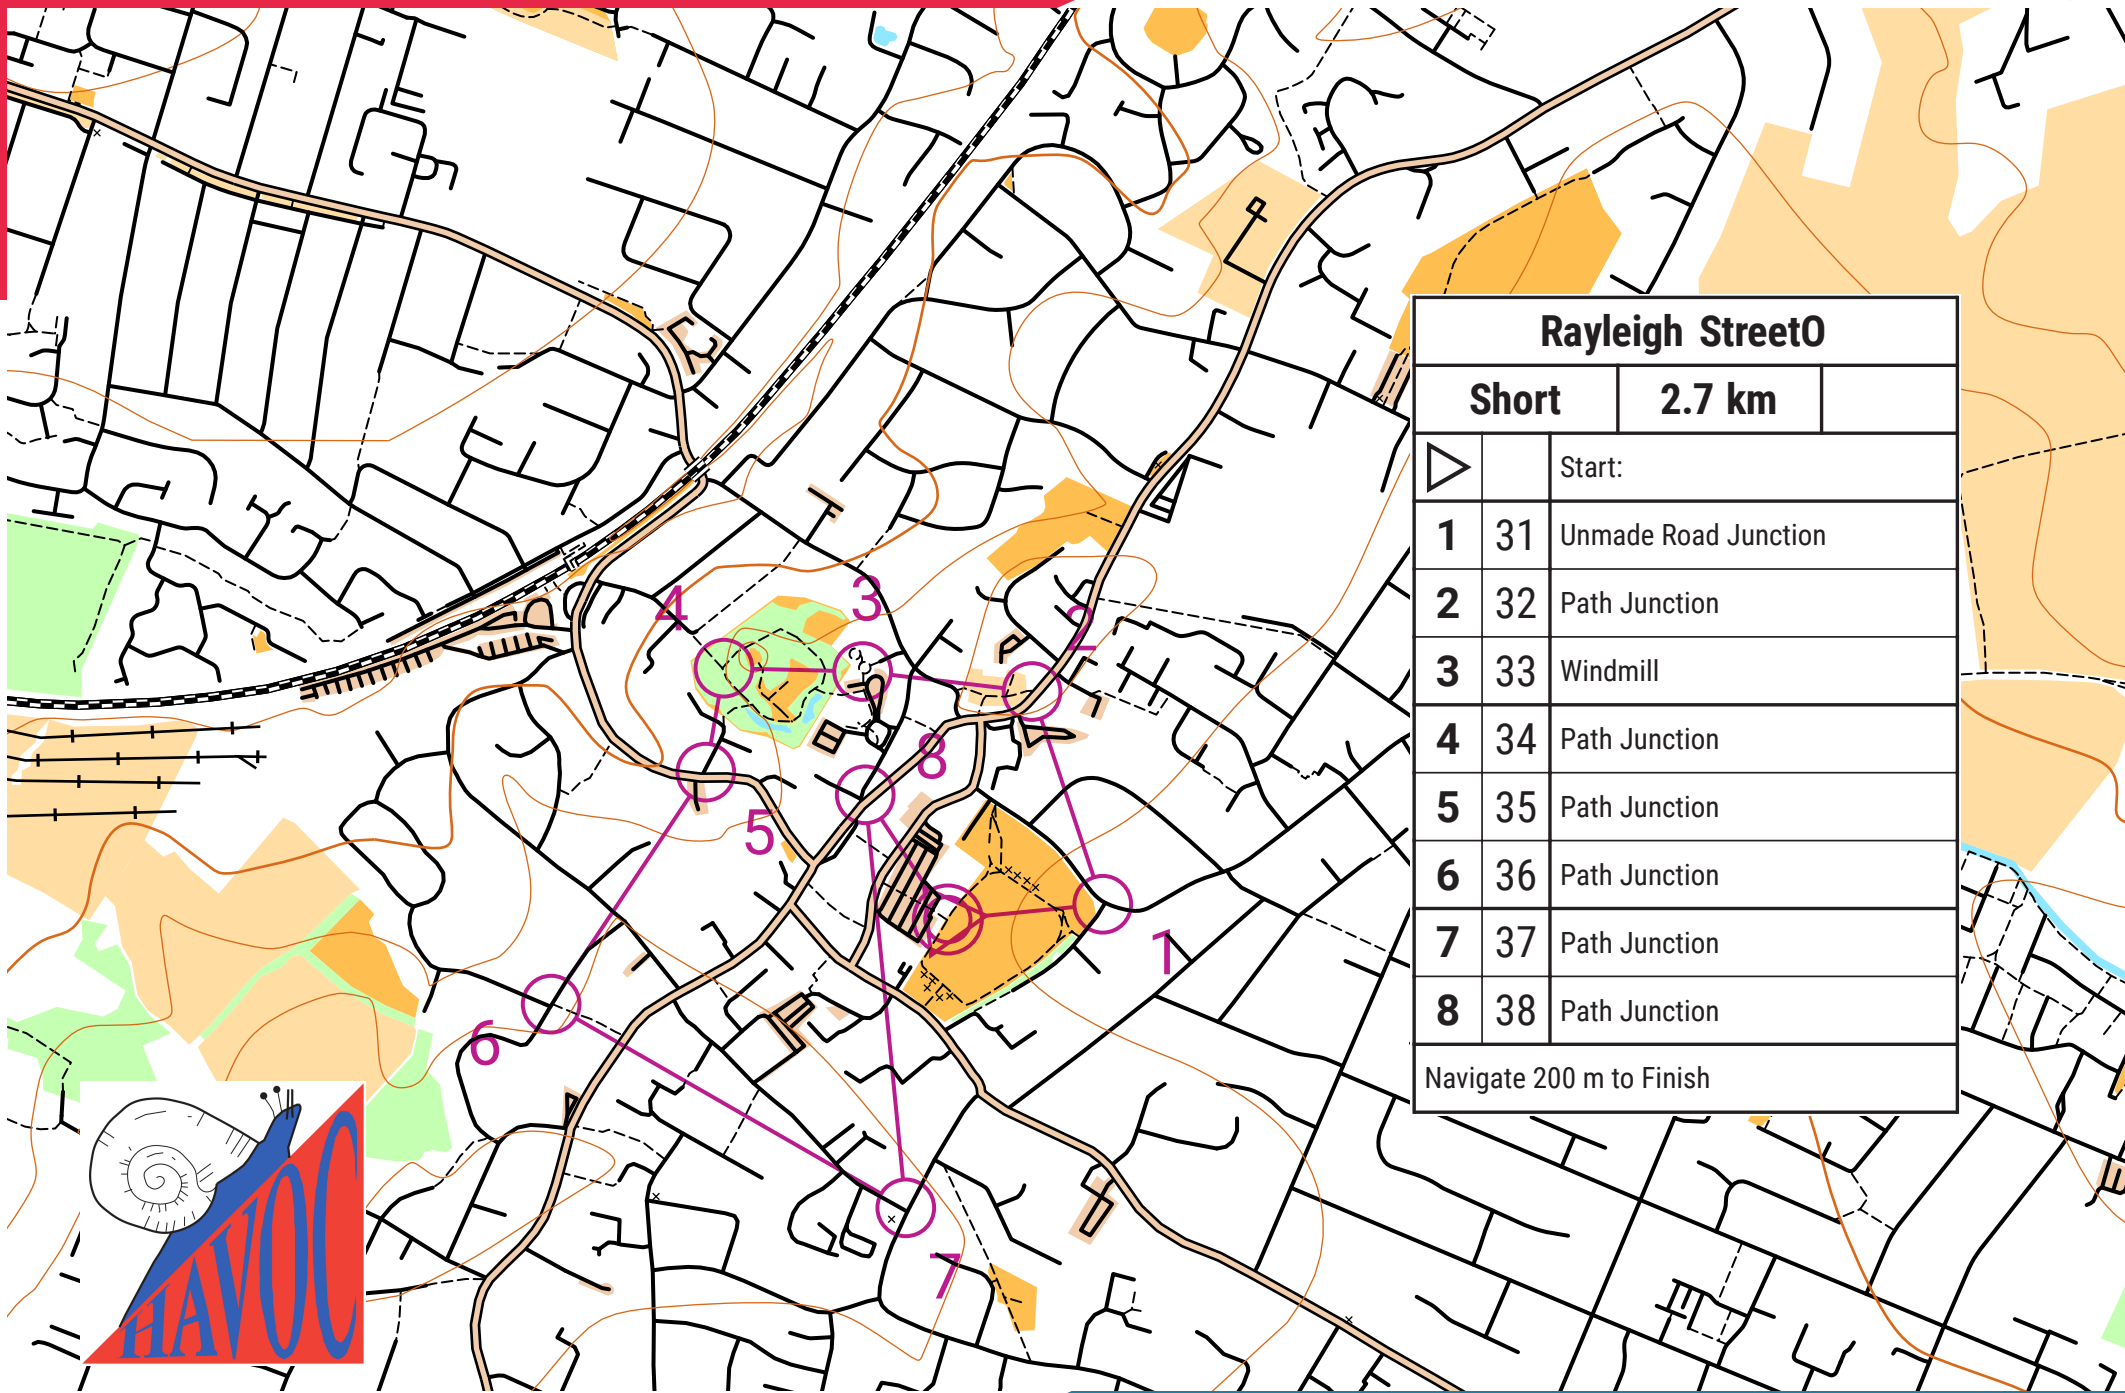 Rayleigh StreetO
Short 2.7 km
Start:
1 31 Unmade Road Junction
2 32 Path Junction
3 33 Windmill
4 34 Path Junction
5 35 Path Junction
6 36 Path Junction
7 37 Path Junction
8 38 Path Junction
Navigate 200 m to Finish
4
3
2
8
5
1
6
7
HAVOC